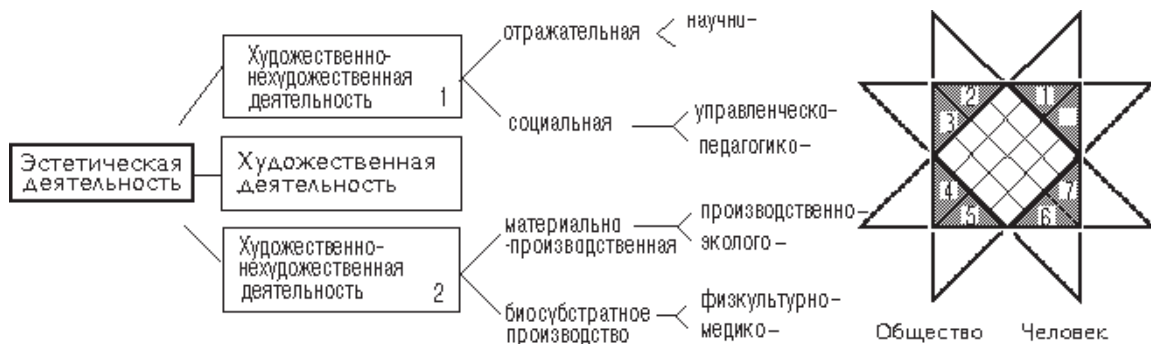 Эстетическая
деятельность
Художественно-
нехудожественная
деятельность 1
Художественная
деятельность
Художественно-
нехудожественная
деятельность 2
отражательная
научно-
социальная
управленческо-
педагогико-
материально
-производственная
производственно-
эколого-
биосубстратное
производство
физкультурно-
медико-
2
1
3
4
7
5
6
Общество Человек